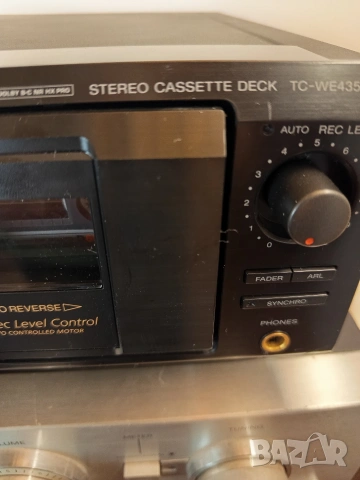 DOLBY B-C NR HX PRO
STEREO CASSETTE DECK TC-WE435
AUTO REC LE
0 1 2 3 4 5 6
FADER ARL
SYNCHRO
PHONES
O REVERSE
ec Level Control
O CONTROLLED MOTOR
METER
BAZAR